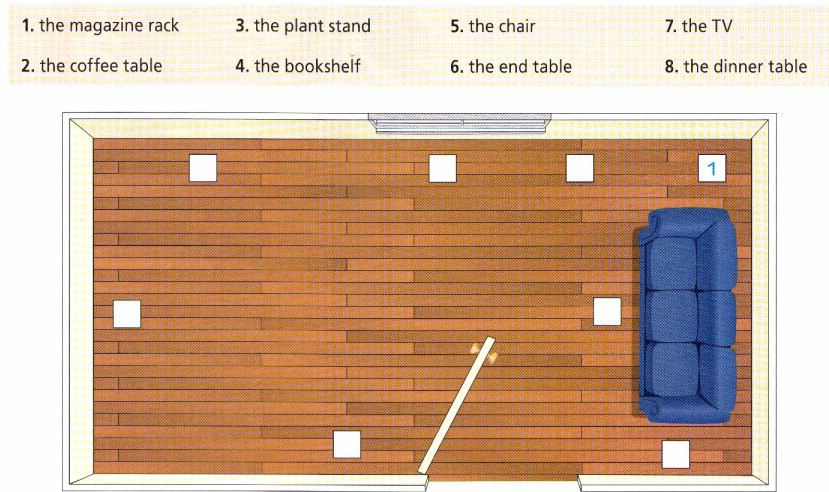 1. the magazine rack 3. the plant stand 5. the chair 7. the TV
2. the coffee table 4. the bookshelf 6. the end table 8. the dinner table
1